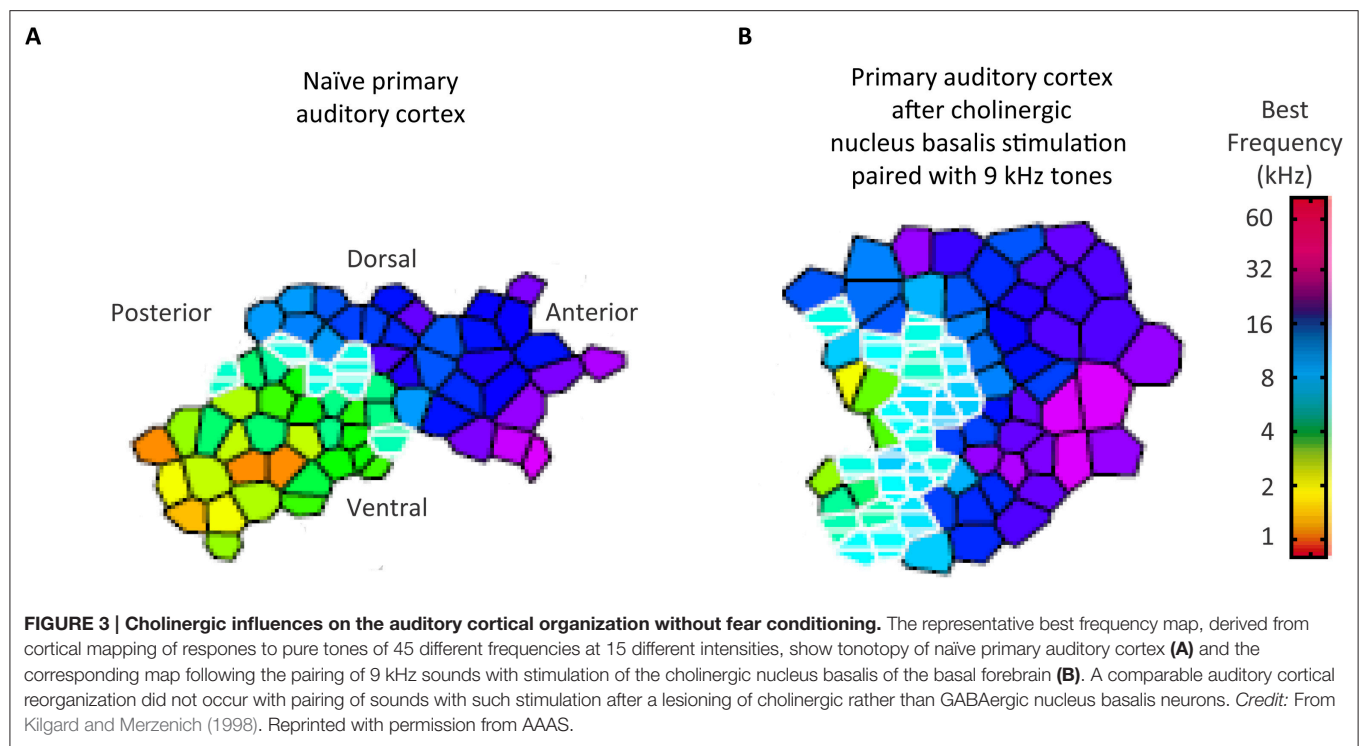 A
Naïve primary
auditory cortex
Dorsal
Posterior
Anterior
Ventral
B
Primary auditory cortex
after cholinergic
nucleus basalis stimulation
paired with 9 kHz tones
Best
Frequency
(kHz)
60
32
16
8
4
2
1
FIGURE 3 | Cholinergic influences on the auditory cortical organization without fear conditioning. The representative best frequency map, derived from
cortical mapping of respones to pure tones of 45 different frequencies at 15 different intensities, show tonotopy of naïve primary auditory cortex (A) and the
corresponding map following the pairing of 9 kHz sounds with stimulation of the cholinergic nucleus basalis of the basal forebrain (B). A comparable auditory cortical
reorganization did not occur with pairing of sounds with such stimulation after a lesioning of cholinergic rather than GABAergic nucleus basalis neurons. Credit: From
Kilgard and Merzenich (1998). Reprinted with permission from AAAS.